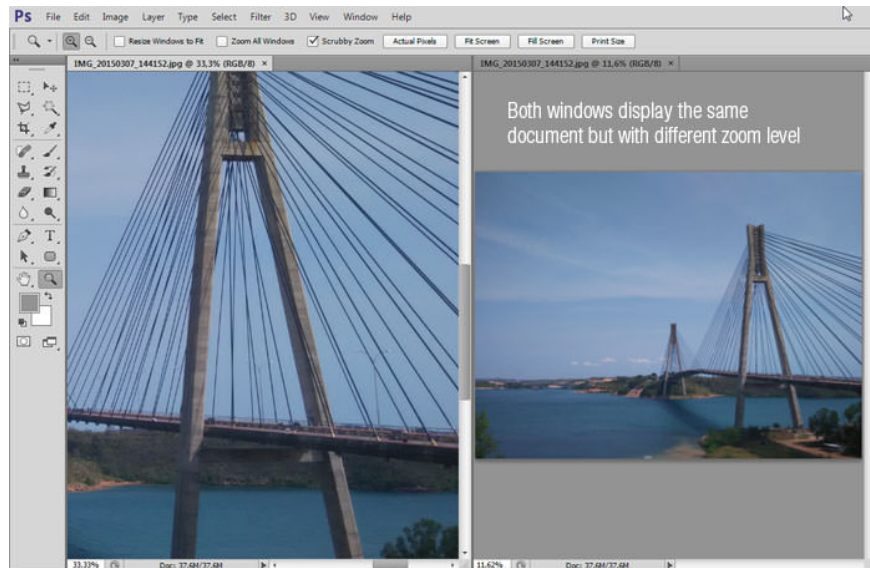 Ps File Edit Image Layer Type Select Filter 3D View Window Help
Resize Windows to Fit Zoom All Windows Scrubby Zoom Actual Pixels Fit Screen Fill Screen Print Size
IMG_20150307_144152.jpg @ 33,3% (RGB/8) ×
IMG_20150307_144152.jpg @ 11,6% (RGB/8) ×
Both windows display the same
document but with different zoom level
T
33.33% Doc: 37.6M/37.6M
11.62% Doc: 37.6M/37.6M